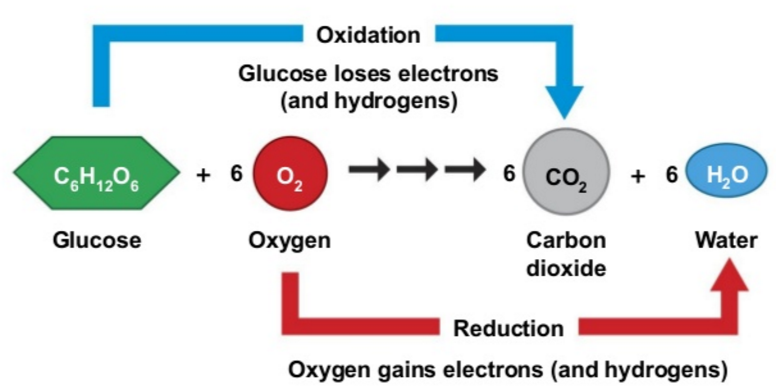 Oxidation
Glucose loses electrons
(and hydrogens)
C₆H₁₂O₆ + 6 O₂ 6 CO₂ + 6 H₂O
Glucose Oxygen Carbon dioxide Water
Reduction
Oxygen gains electrons (and hydrogens)